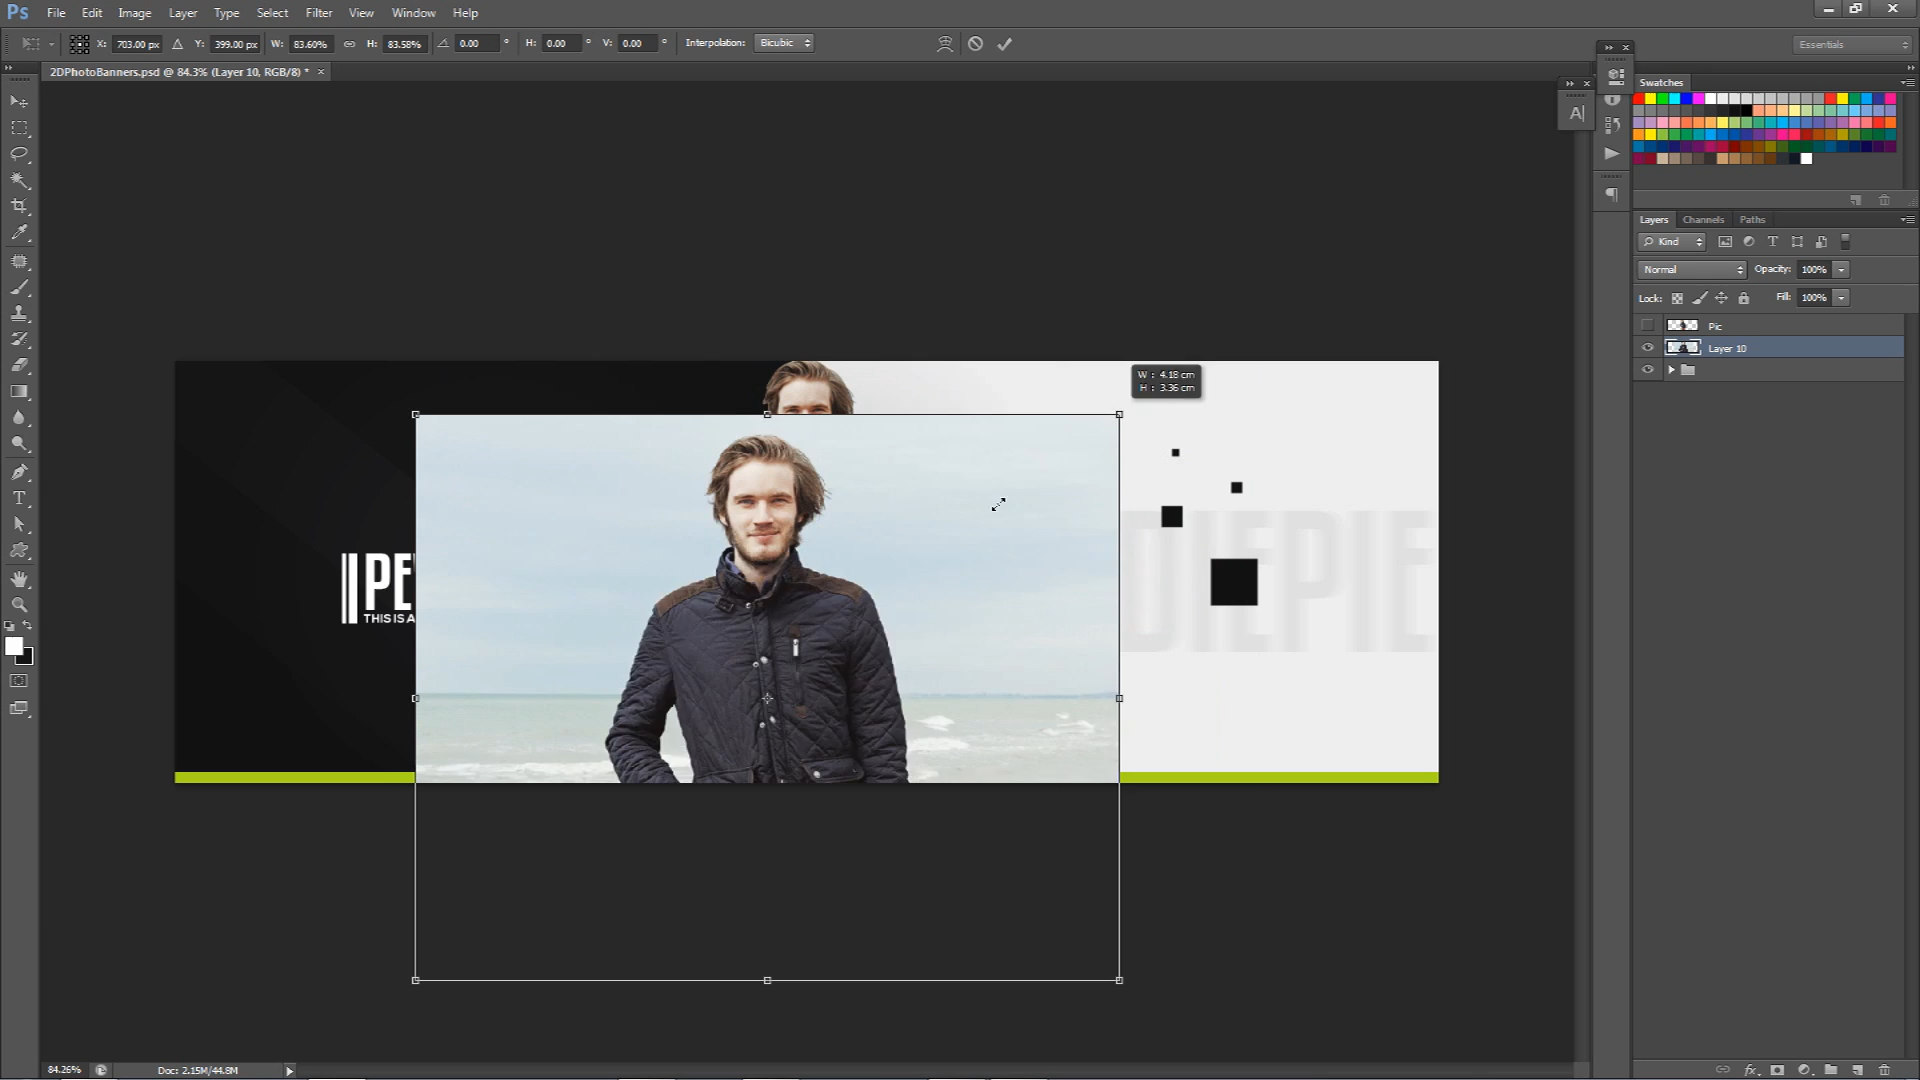 Ps File Edit Image Layer Type Select Filter View Window Help
X: 703.00 px Y: 399.00 px W: 83.60% H: 83.58% 0.00 ° H: 0.00 ° V: 0.00 ° Interpolation: Bicubic Essentials
2DPhotoBanners.psd @ 84.3% (Layer 10, RGB/8) * ×
Swatches
A|
Layers Channels Paths
Kind
Normal Opacity: 100%
Lock: Fill: 100%
Pic
Layer 10
W : 4.18 cm
H : 3.36 cm
PE
THIS IS A
DIEPIE
84.26% Doc: 2.15M/44.8M